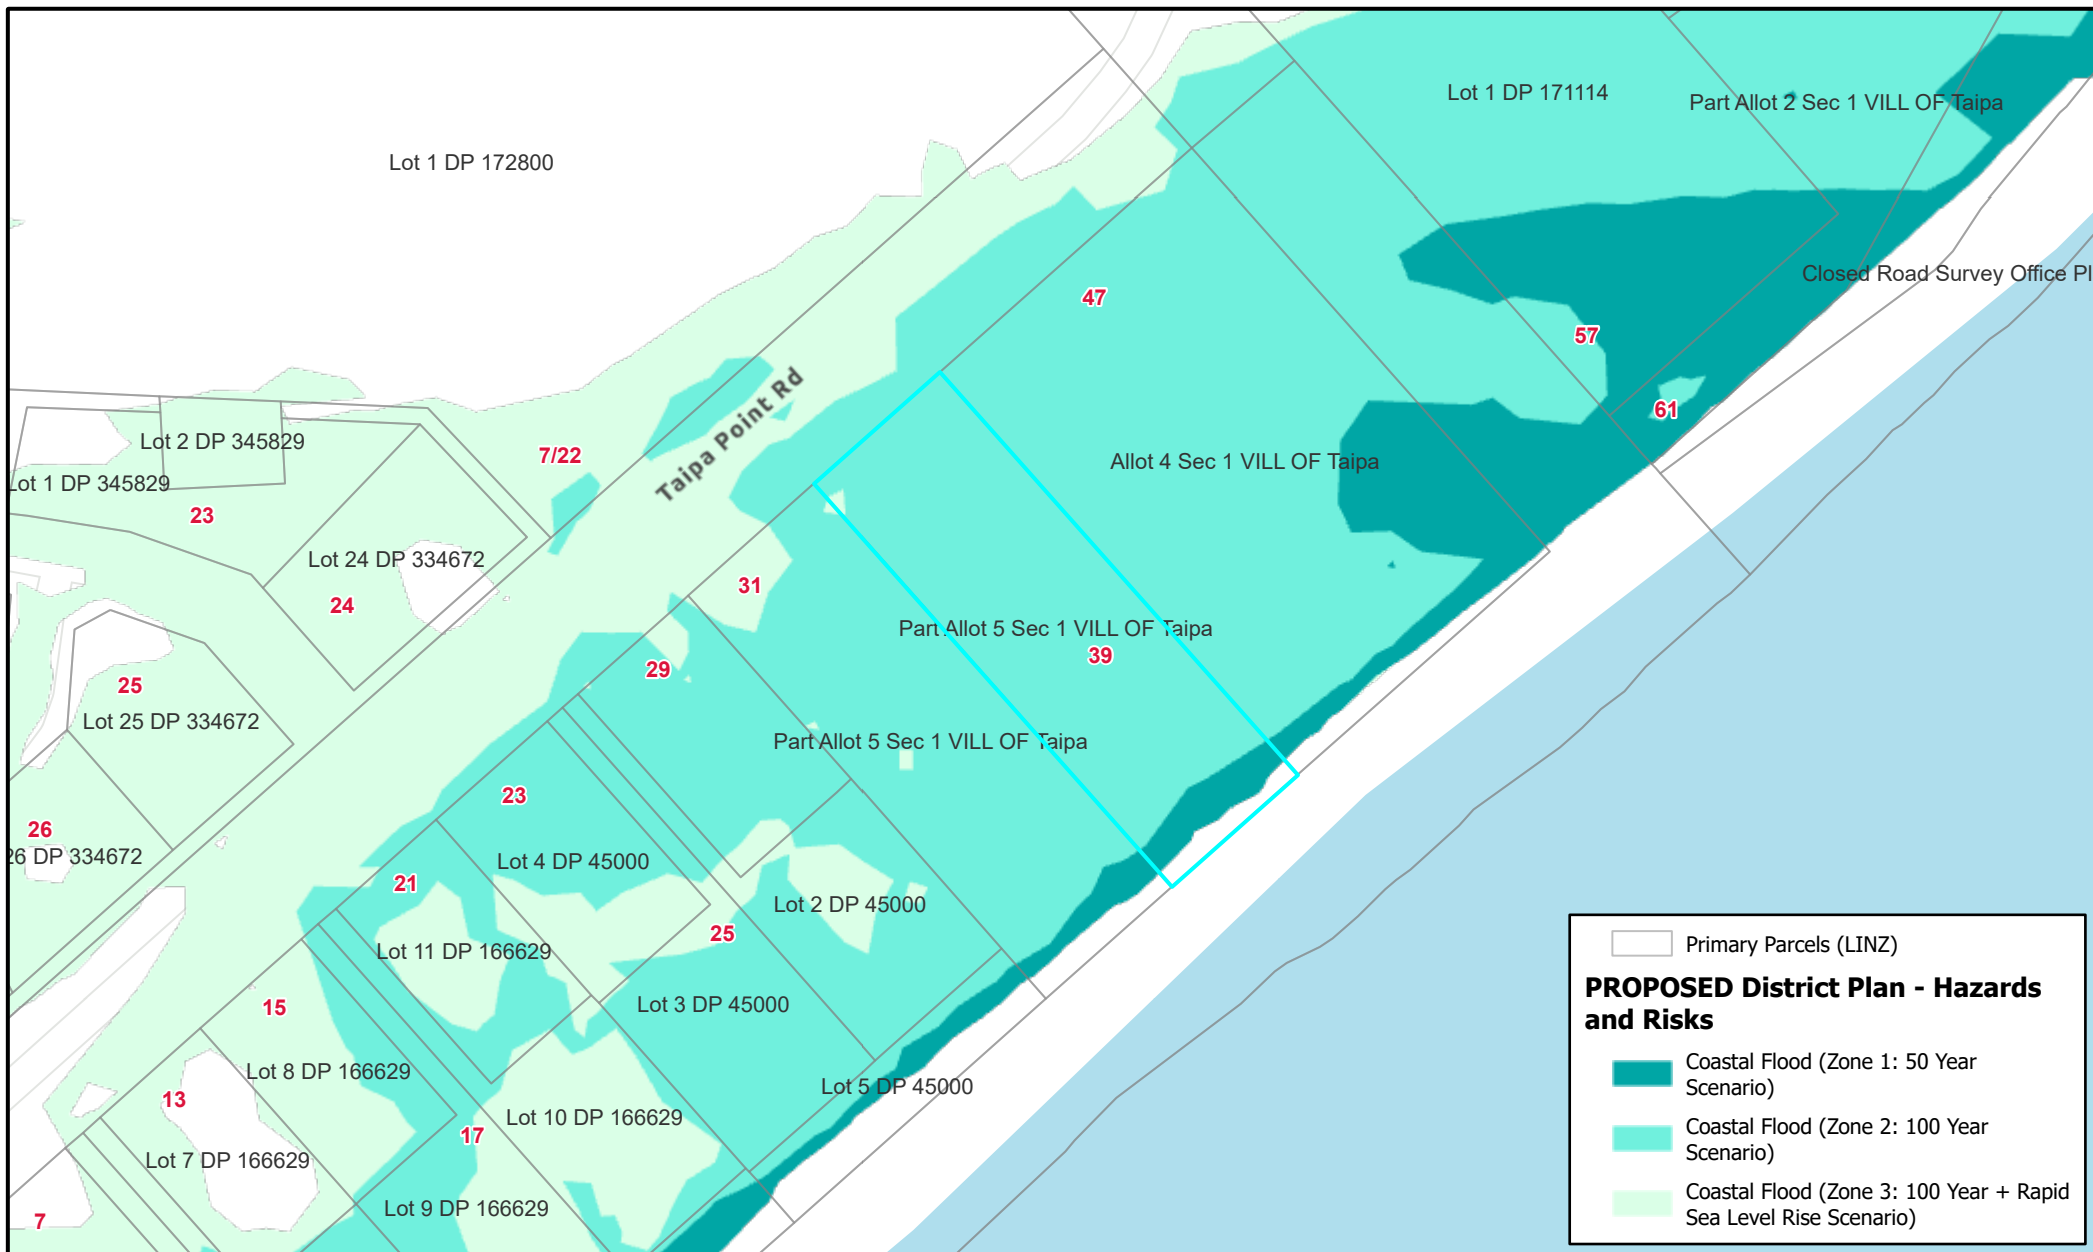 Lot 1 DP 171114
Part Allot 2 Sec 1 VILL OF Taipa
Lot 1 DP 172800
Closed Road Survey Office Pl
47
57
61
Taipa Point Rd
Lot 2 DP 345829
7/22
Lot 1 DP 345829
23
Allot 4 Sec 1 VILL OF Taipa
Lot 24 DP 334672
24
31
Part Allot 5 Sec 1 VILL OF Taipa
39
29
25
Lot 25 DP 334672
Part Allot 5 Sec 1 VILL OF Taipa
23
26
26 DP 334672
Lot 4 DP 45000
21
Lot 2 DP 45000
25
Lot 11 DP 166629
15
Lot 3 DP 45000
Lot 8 DP 166629
Lot 5 DP 45000
13
Lot 10 DP 166629
17
Lot 7 DP 166629
Lot 9 DP 166629
7
Primary Parcels (LINZ)
PROPOSED District Plan - Hazards
and Risks
Coastal Flood (Zone 1: 50 Year
Scenario)
Coastal Flood (Zone 2: 100 Year
Scenario)
Coastal Flood (Zone 3: 100 Year + Rapid
Sea Level Rise Scenario)